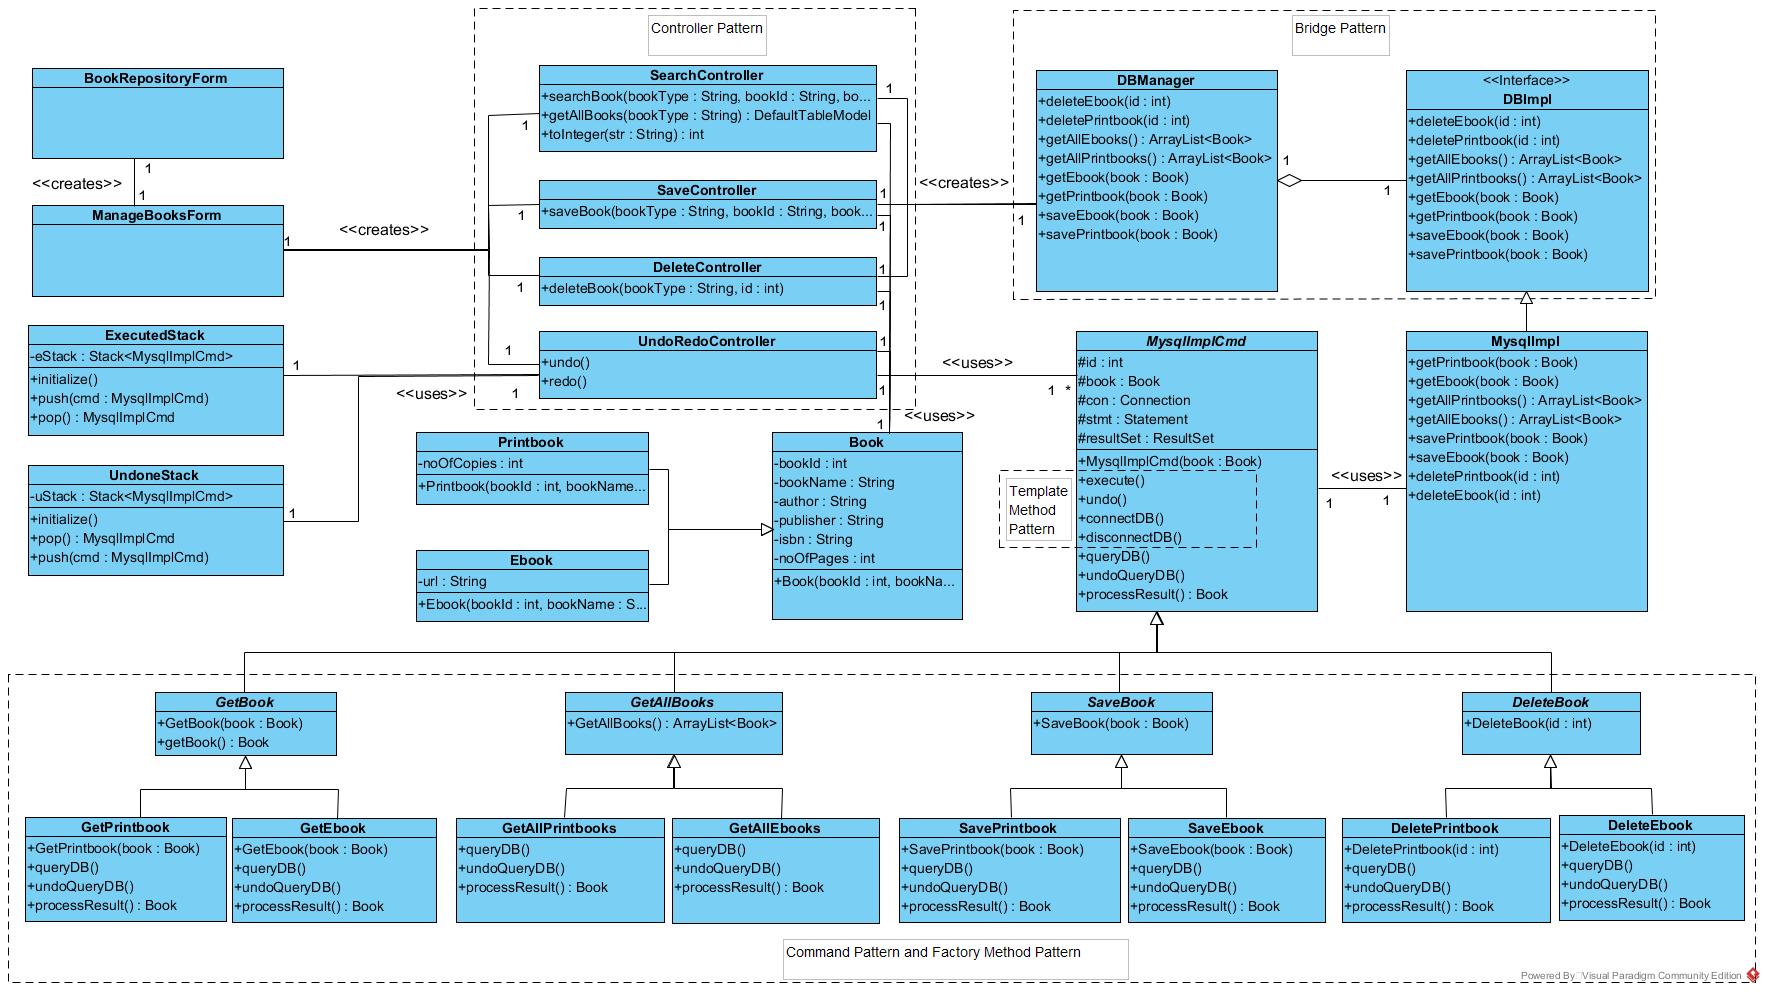 Controller Pattern
Bridge Pattern
BookRepositoryForm
1
<<creates>>
1
ManageBooksForm
1
<<creates>>
SearchController
+searchBook(bookType : String, bookId : String, bo...
+getAllBooks(bookType : String) : DefaultTableModel
+toInteger(str : String) : int
1
1
SaveController
+saveBook(bookType : String, bookId : String, book...
1
1
1
DeleteController
+deleteBook(bookType : String, id : int)
1
1
1
UndoRedoController
+undo()
+redo()
1
1
1
1
<<creates>>
1
DBManager
+deleteEbook(id : int)
+deletePrintbook(id : int)
+getAllEbooks() : ArrayList<Book>
+getAllPrintbooks() : ArrayList<Book>
+getEbook(book : Book)
+getPrintbook(book : Book)
+saveEbook(book : Book)
+savePrintbook(book : Book)
1
1
<<Interface>>
DBImpl
+deleteEbook(id : int)
+deletePrintbook(id : int)
+getAllEbooks() : ArrayList<Book>
+getAllPrintbooks() : ArrayList<Book>
+getEbook(book : Book)
+getPrintbook(book : Book)
+saveEbook(book : Book)
+savePrintbook(book : Book)
ExecutedStack
-eStack : Stack<MysqlImplCmd>
+initialize()
+push(cmd : MysqlImplCmd)
+pop() : MysqlImplCmd
1
<<uses>>
UndoneStack
-uStack : Stack<MysqlImplCmd>
+initialize()
+pop() : MysqlImplCmd
+push(cmd : MysqlImplCmd)
1
Printbook
-noOfCopies : int
+Printbook(bookId : int, bookName...
Ebook
-url : String
+Ebook(bookId : int, bookName : S...
<<uses>>
1
Book
-bookId : int
-bookName : String
-author : String
-publisher : String
-isbn : String
-noOfPages : int
+Book(bookId : int, bookNa...
<<uses>>
1 *
MysqlImplCmd
#id : int
#book : Book
#con : Connection
#stmt : Statement
#resultSet : ResultSet
+MysqlImplCmd(book : Book)
+execute()
+undo()
+connectDB()
+disconnectDB()
+queryDB()
+undoQueryDB()
+processResult() : Book
Template
Method
Pattern
<<uses>>
1
1
MysqlImpl
+getPrintbook(book : Book)
+getEbook(book : Book)
+getAllPrintbooks() : ArrayList<Book>
+getAllEbooks() : ArrayList<Book>
+savePrintbook(book : Book)
+saveEbook(book : Book)
+deletePrintbook(id : int)
+deleteEbook(id : int)
GetBook
+GetBook(book : Book)
+getBook() : Book
GetAllBooks
+GetAllBooks() : ArrayList<Book>
SaveBook
+SaveBook(book : Book)
DeleteBook
+DeleteBook(id : int)
GetPrintbook
+GetPrintbook(book : Book)
+queryDB()
+undoQueryDB()
+processResult() : Book
GetEbook
+GetEbook(book : Book)
+queryDB()
+undoQueryDB()
+processResult() : Book
GetAllPrintbooks
+queryDB()
+undoQueryDB()
+processResult() : Book
GetAllEbooks
+queryDB()
+undoQueryDB()
+processResult() : Book
SavePrintbook
+SavePrintbook(book : Book)
+queryDB()
+undoQueryDB()
+processResult() : Book
SaveEbook
+SaveEbook(book : Book)
+queryDB()
+undoQueryDB()
+processResult() : Book
DeletePrintbook
+DeletePrintbook(id : int)
+queryDB()
+undoQueryDB()
+processResult() : Book
DeleteEbook
+DeleteEbook(id : int)
+queryDB()
+undoQueryDB()
+processResult() : Book
Command Pattern and Factory Method Pattern
Powered By Visual Paradigm Community Edition